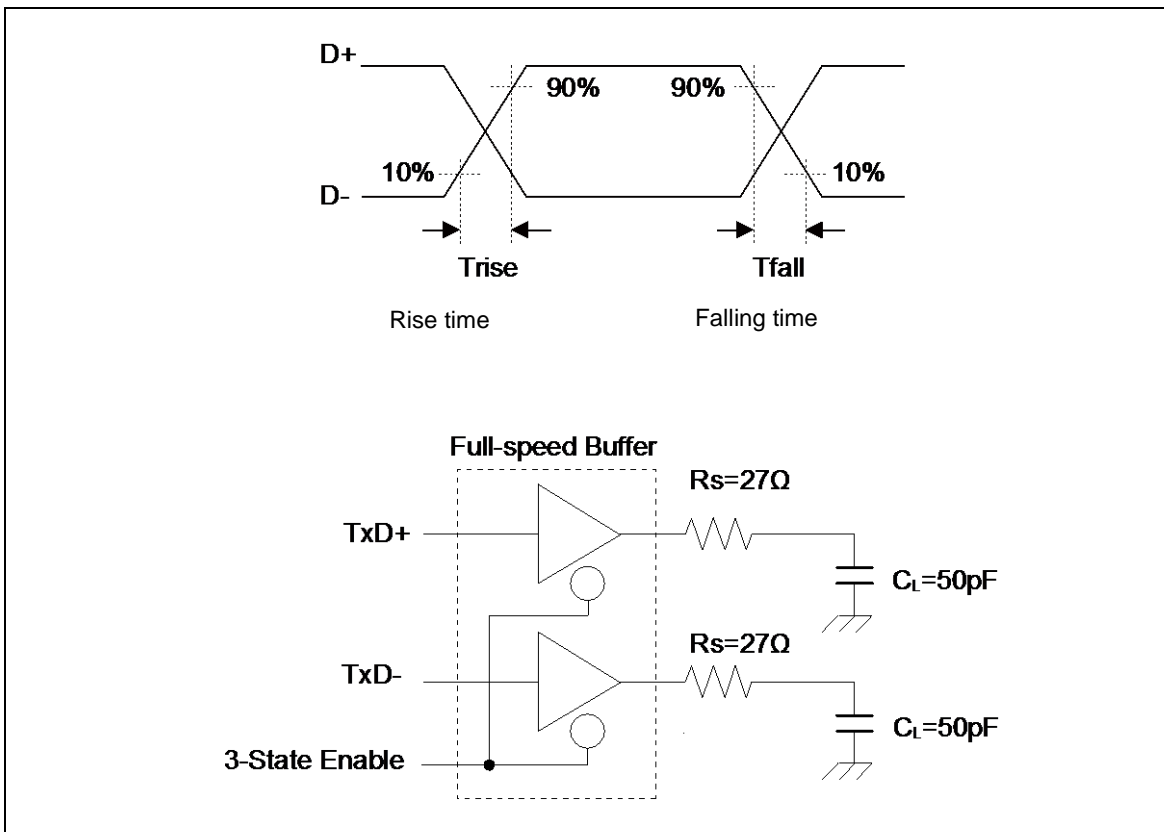 D+
90% 90%
10% 10%
D-
Trise Tfall
Rise time Falling time
Full-speed Buffer
Rs=27Ω
TxD+
CL=50pF
Rs=27Ω
TxD-
CL=50pF
3-State Enable